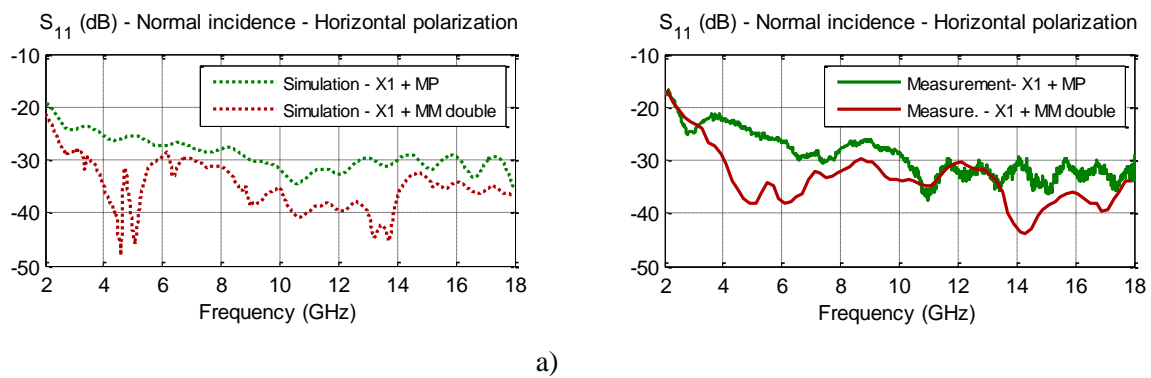 S11 (dB) - Normal incidence - Horizontal polarization
-10
-20
-30
-40
-50
2 4 6 8 10 12 14 16 18
Frequency (GHz)
Simulation - X1 + MP
Simulation - X1 + MM double
S11 (dB) - Normal incidence - Horizontal polarization
-10
-20
-30
-40
-50
2 4 6 8 10 12 14 16 18
Frequency (GHz)
Measurement- X1 + MP
Measure. - X1 + MM double
a)